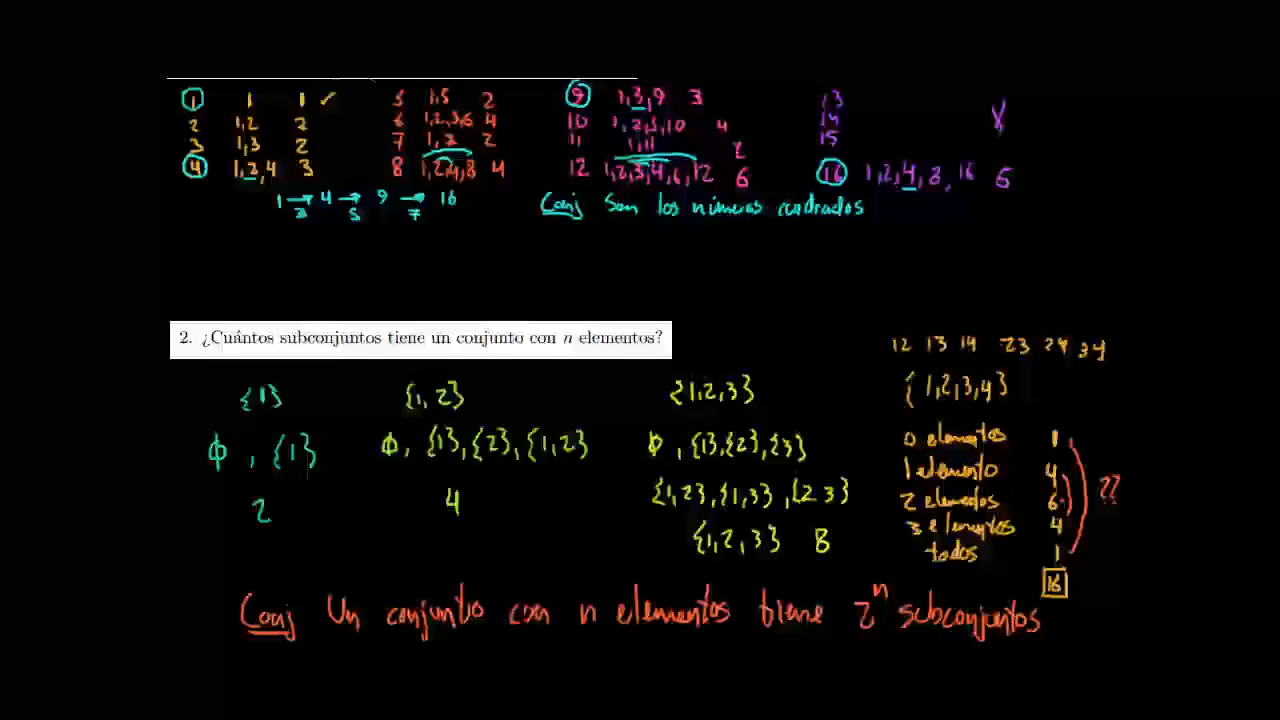 1 1 1 ✓ 5 1,5 2 9 1,3,9 3 13
2 1,2 2 6 1,2,3,6 4 10 1,2,5,10 4 14
3 1,3 2 7 1,7 2 11 1,11 2 15
4 1,2,4 3 8 1,2,4,8 4 12 1,2,3,4,6,12 6 16 1,2,4,8,16 5
1 → 4 → 9 → 16
3 5 7
Conj Son los números cuadrados
2. ¿Cuántos subconjuntos tiene un conjunto con n elementos?
12 13 14 23 24 34
{1} {1,2} {1,2,3} {1,2,3,4}
φ, {1} φ, {1},{2},{1,2} φ, {1},{2},{3} 0 elementos 1
1 elemento 4
2 4 {1,2},{1,3},{2 3} 2 elementos 6 ??
3 elementos 4
{1,2,3} 8 todos 1
16
Conj Un conjunto con n elementos tiene 2^n subconjuntos